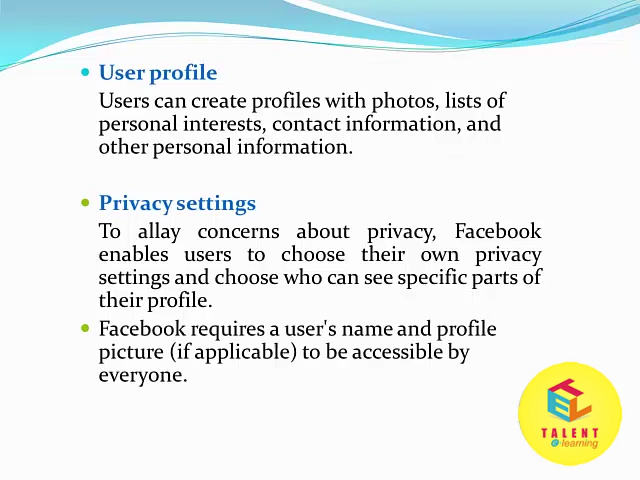 User profile
Users can create profiles with photos, lists of
personal interests, contact information, and
other personal information.
Privacy settings
To allay concerns about privacy, Facebook
enables users to choose their own privacy
settings and choose who can see specific parts of
their profile.
Facebook requires a user's name and profile
picture (if applicable) to be accessible by
everyone.
TEL
TALENT
e-learning